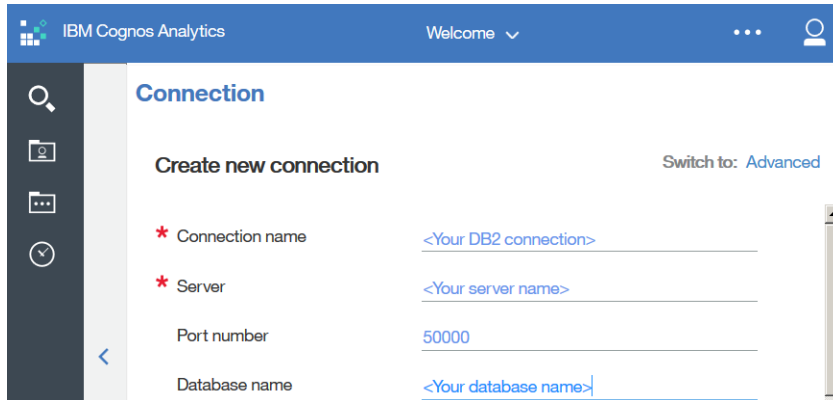 IBM Cognos Analytics Welcome
Connection
Create new connection Switch to: Advanced
* Connection name <Your DB2 connection>
* Server <Your server name>
Port number 50000
Database name <Your database name>